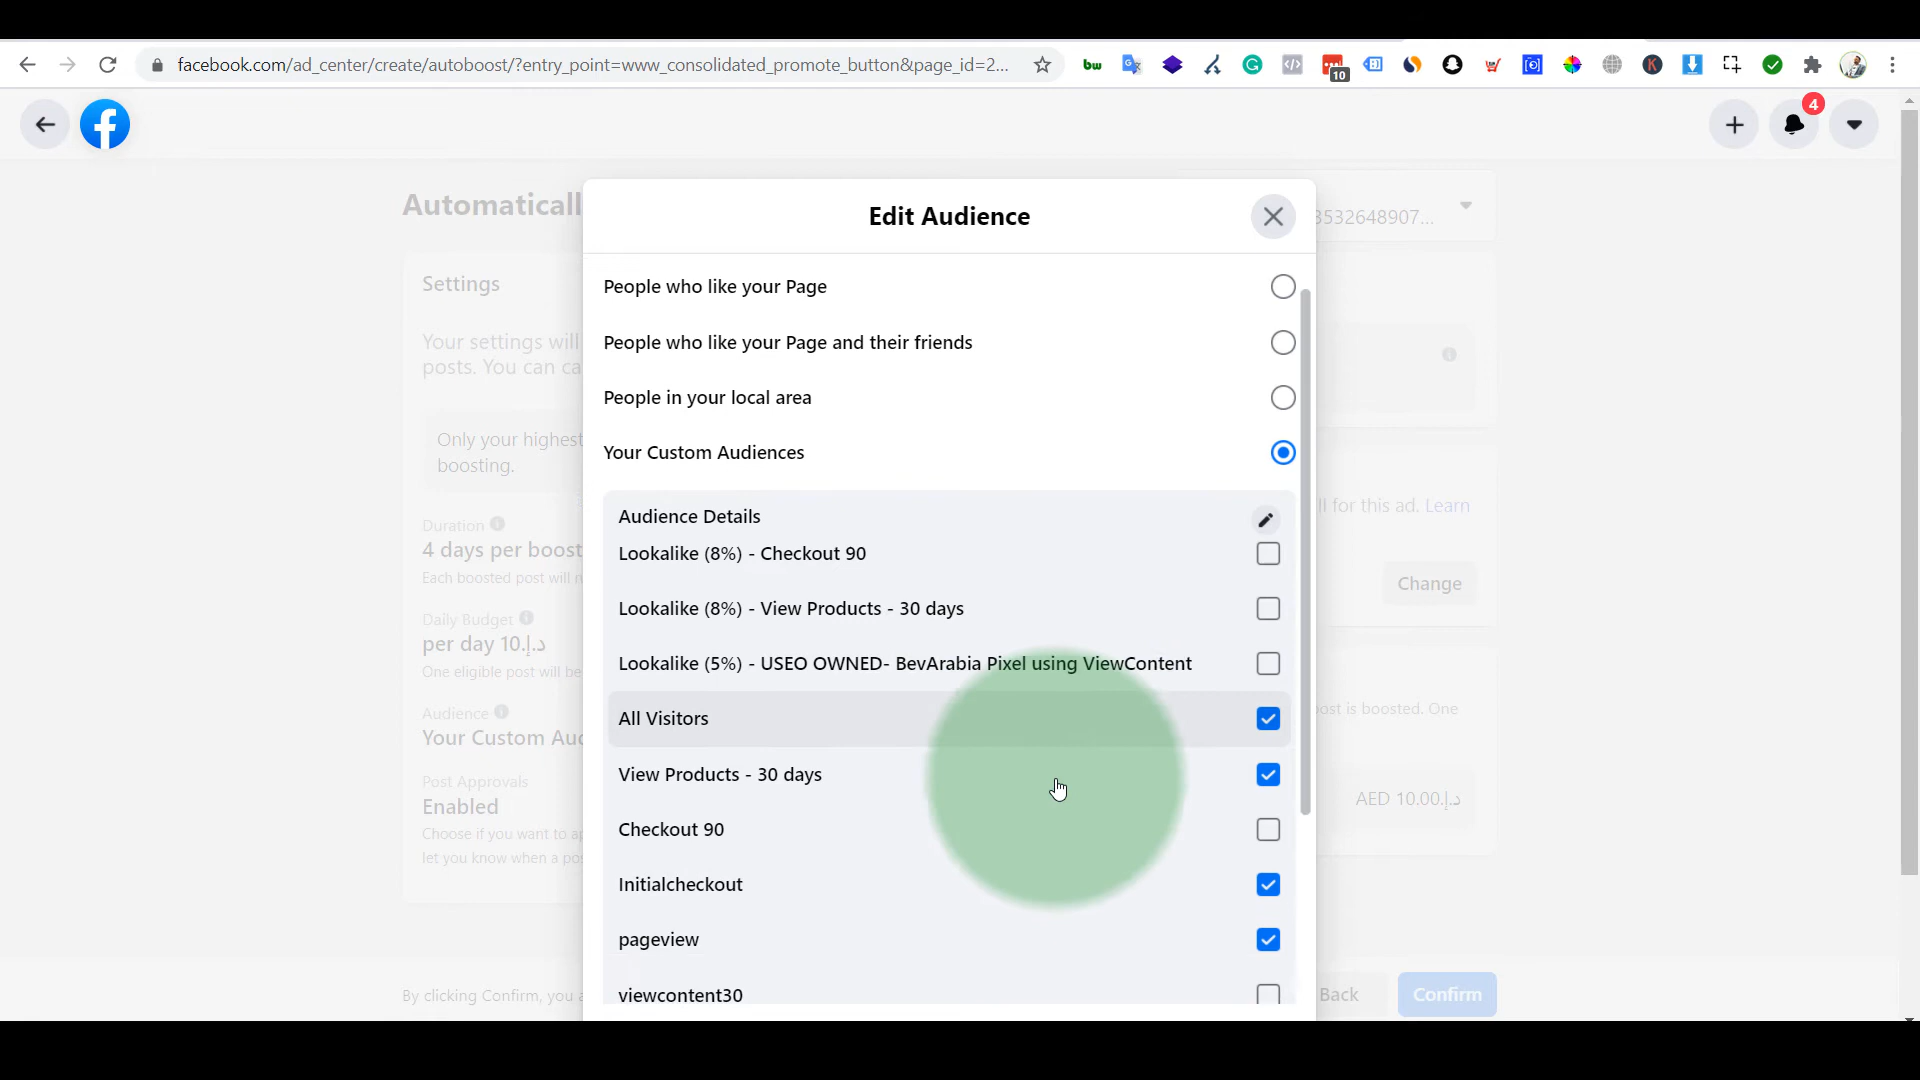 facebook.com/ad_center/create/autoboost/?entry_point=www_consolidated_promote_button&page_id=2...
bw
10
4
Automaticall
3532648907...
Edit Audience
Settings
Your settings will
posts. You can ca
Only your highest
boosting.
Duration
4 days per boost
Each boosted post will r
Daily Budget
per day 10.د.إ.
One eligible post will be
Audience
Your Custom Aud
Post Approvals
Enabled
Choose if you want to ap
let you know when a pos
People who like your Page
People who like your Page and their friends
People in your local area
Your Custom Audiences
Audience Details
Lookalike (8%) - Checkout 90
Lookalike (8%) - View Products - 30 days
Lookalike (5%) - USEO OWNED- BevArabia Pixel using ViewContent
All Visitors
View Products - 30 days
Checkout 90
Initialcheckout
pageview
viewcontent30
ll for this ad. Learn
Change
ost is boosted. One
AED 10.00.د.إ.
By clicking Confirm, you a
Back
Confirm